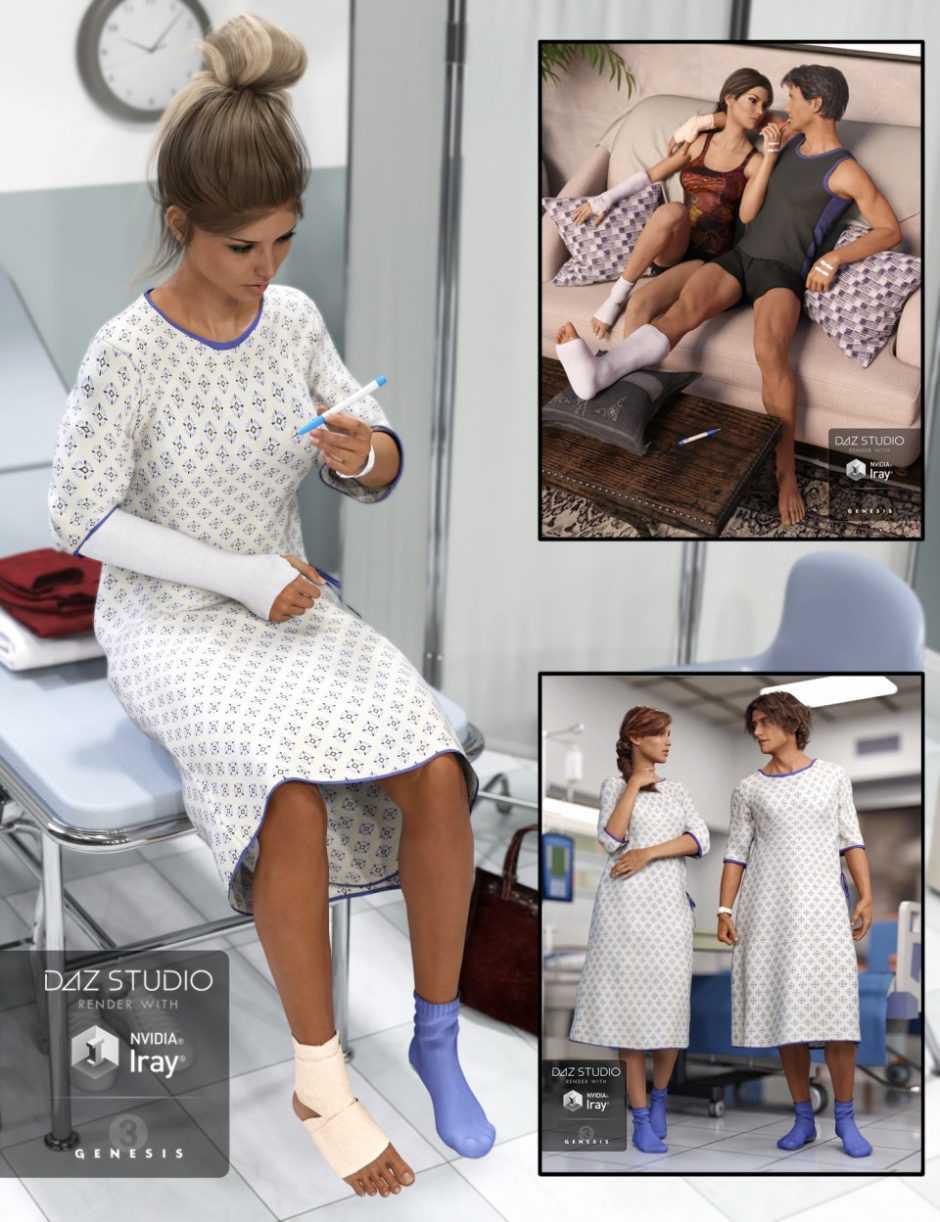 DAZ STUDIO
RENDER WITH
NVIDIA®
Iray®
GENESIS
DAZ STUDIO
RENDER WITH
NVIDIA®
Iray®
3
GENESIS
DAZ STUDIO
RENDER WITH
NVIDIA®
Iray®
3
GENESIS